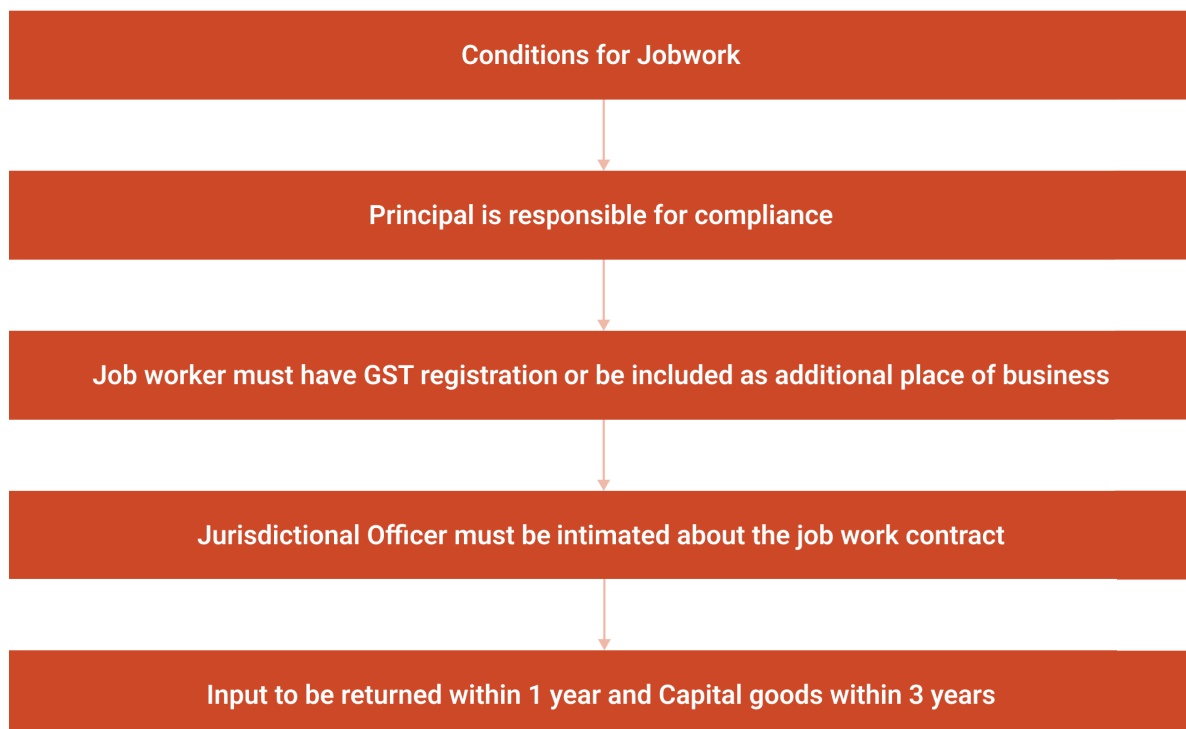 Conditions for Jobwork
Principal is responsible for compliance
Job worker must have GST registration or be included as additional place of business
Jurisdictional Officer must be intimated about the job work contract
Input to be returned within 1 year and Capital goods within 3 years